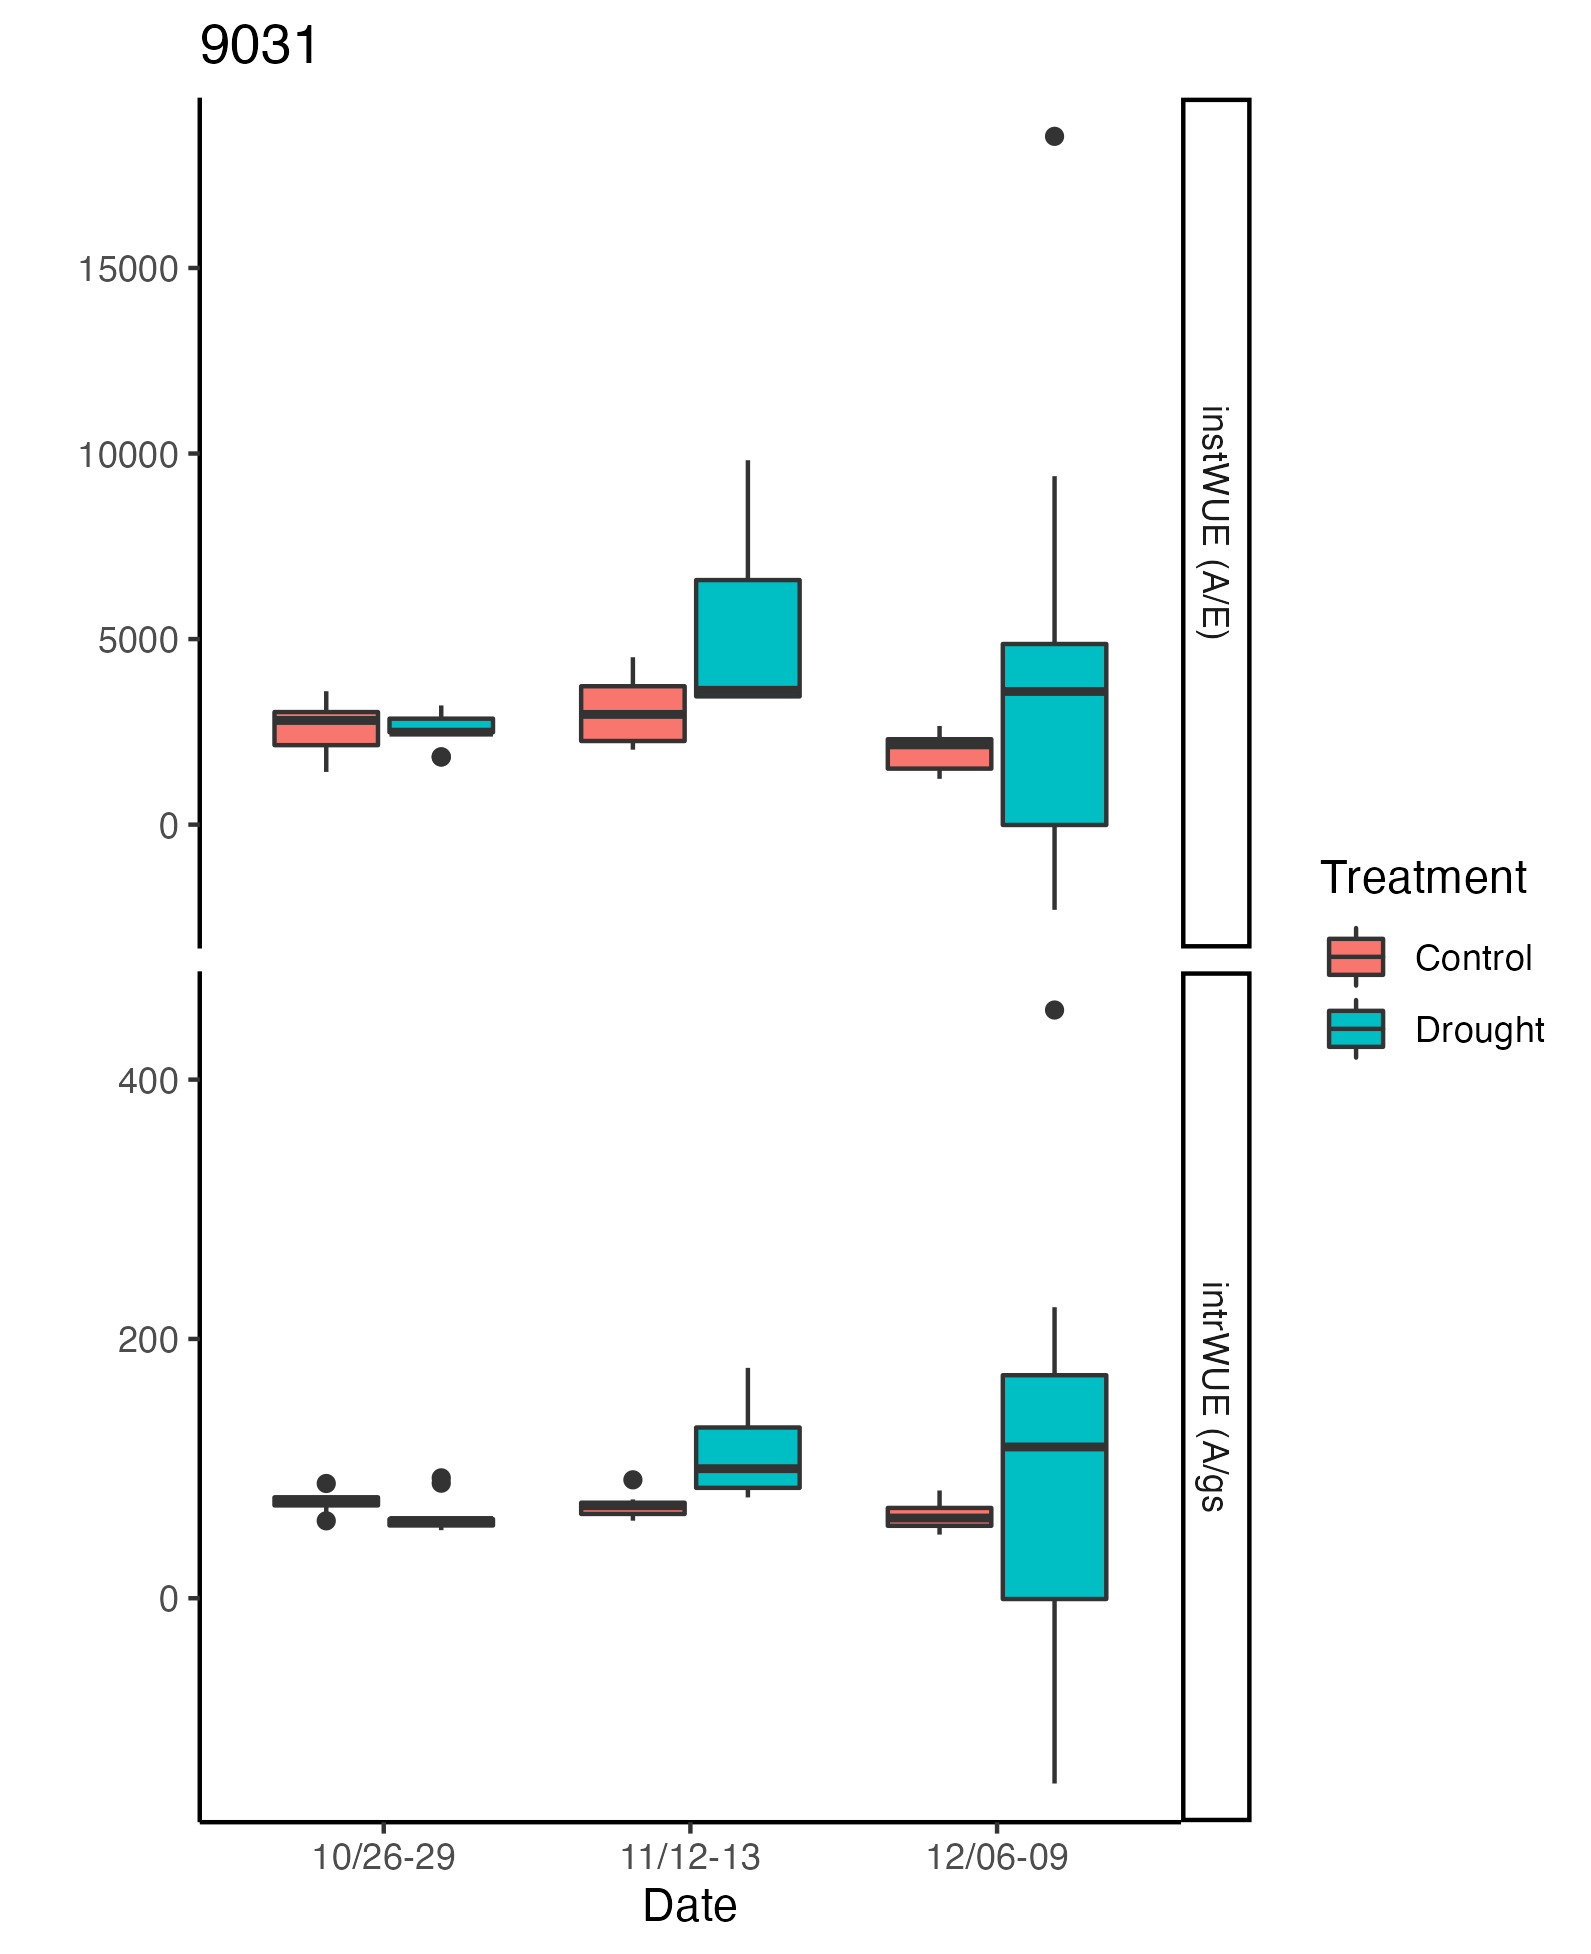 9031
15000
10000
5000
0
instWUE (A/E)
400
200
0
intrWUE (A/gs
Treatment
Control
Drought
10/26-29
11/12-13
12/06-09
Date